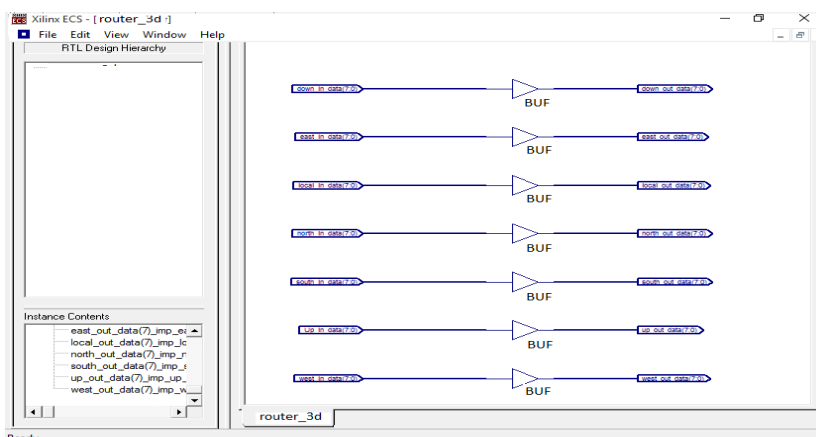 Xilinx ECS - [router_3d r]
File Edit View Window Help
RTL Design Hierarchy
down_in_data(7:0) BUF down_out_data(7:0)
east_in_data(7:0) BUF east_out_data(7:0)
local_in_data(7:0) BUF local_out_data(7:0)
north_in_data(7:0) BUF north_out_data(7:0)
south_in_data(7:0) BUF south_out_data(7:0)
Up_in_data(7:0) BUF up_out_data(7:0)
west_in_data(7:0) BUF west_out_data(7:0)
Instance Contents
east_out_data(7)_imp_ea
local_out_data(7)_imp_lo
north_out_data(7)_imp_n
south_out_data(7)_imp_s
up_out_data(7)_imp_up_
west_out_data(7)_imp_w
router_3d